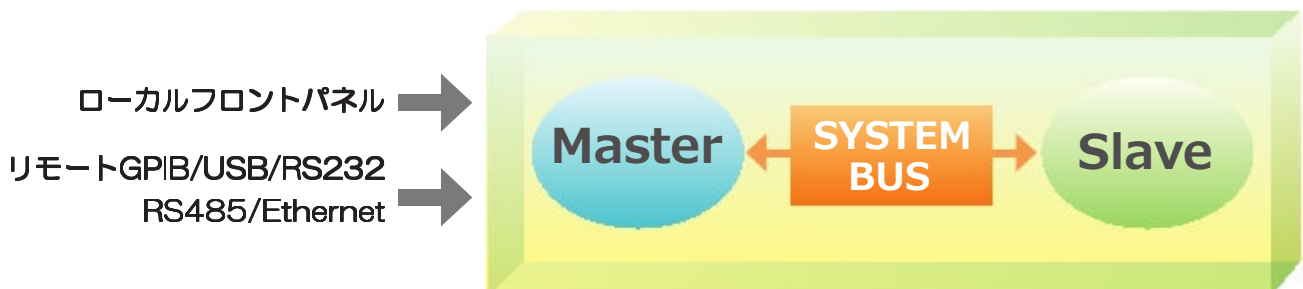 ローカルフロントパネル
リモートGPIB/USB/RS232
RS485/Ethernet
Master
SYSTEM
BUS
Slave